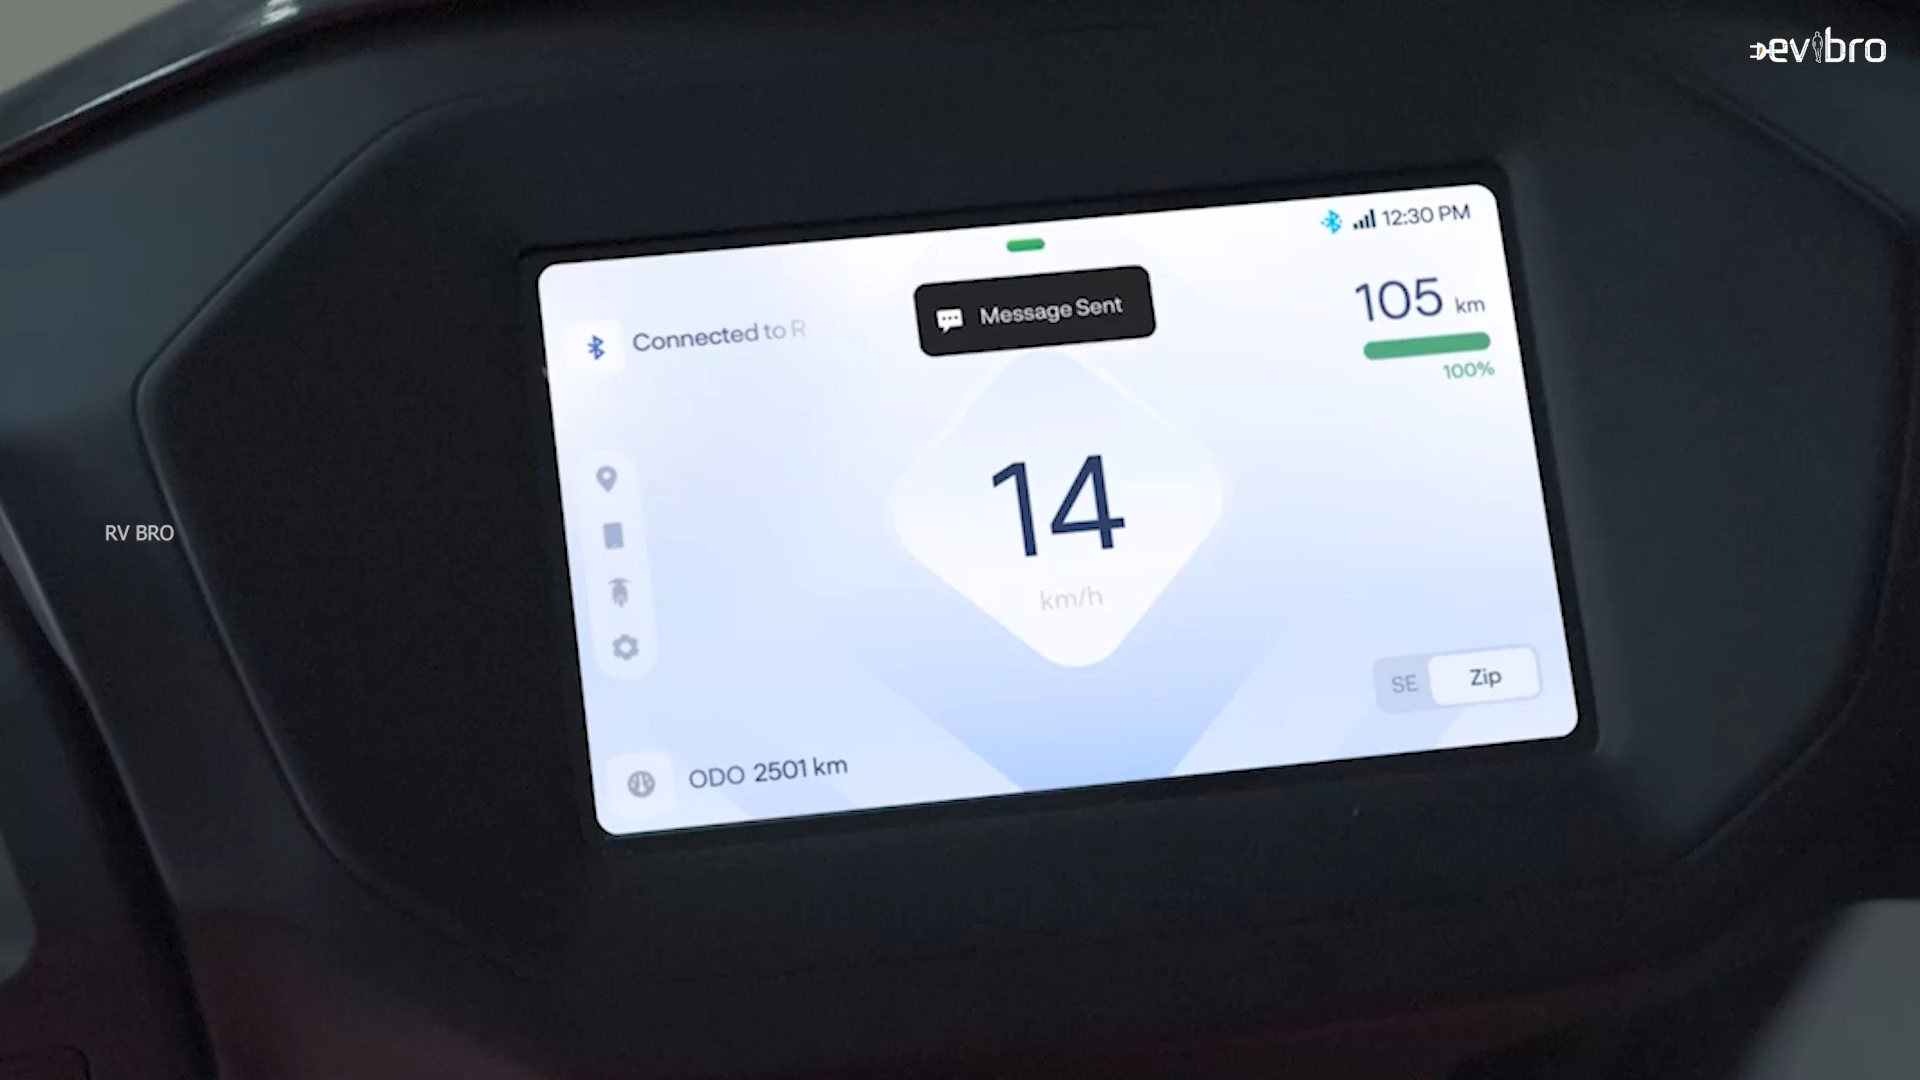 evbro
12:30 PM
105 km
100%
Message Sent
Connected to R
14
km/h
RV BRO
SE Zip
ODO 2501 km